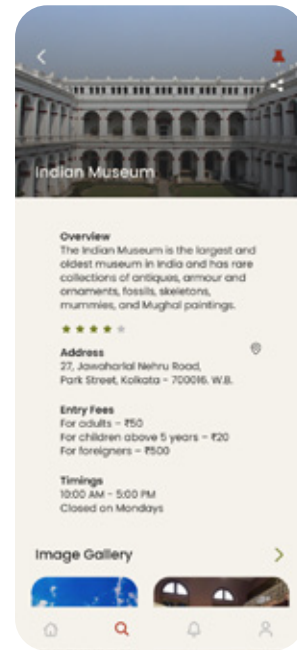 Indian Museum
Overview
The Indian Museum is the largest and
oldest museum in India and has rare
collections of antiques, armour and
ornaments, fossils, skeletons,
mummies, and Mughal paintings.
Address
27, Jawaharlal Nehru Road,
Park Street, Kolkata - 700016. W.B.
Entry Fees
For adults - ₹50
For children above 5 years - ₹20
For foreigners - ₹500
Timings
10:00 AM - 5:00 PM
Closed on Mondays
Image Gallery